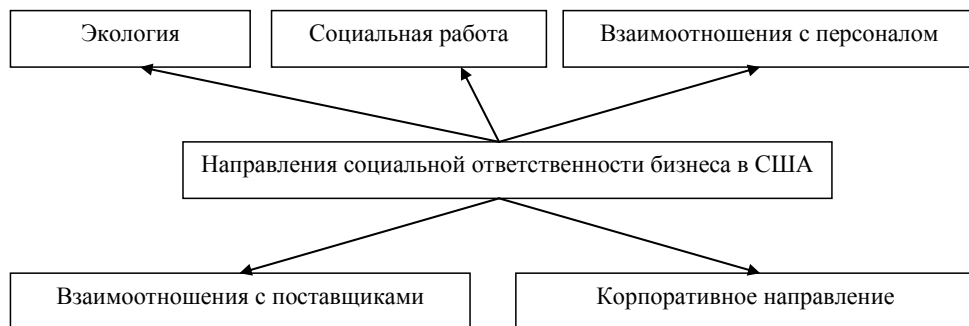 Экология
Социальная работа
Взаимоотношения с персоналом
Направления социальной ответственности бизнеса в США
Взаимоотношения с поставщиками
Корпоративное направление